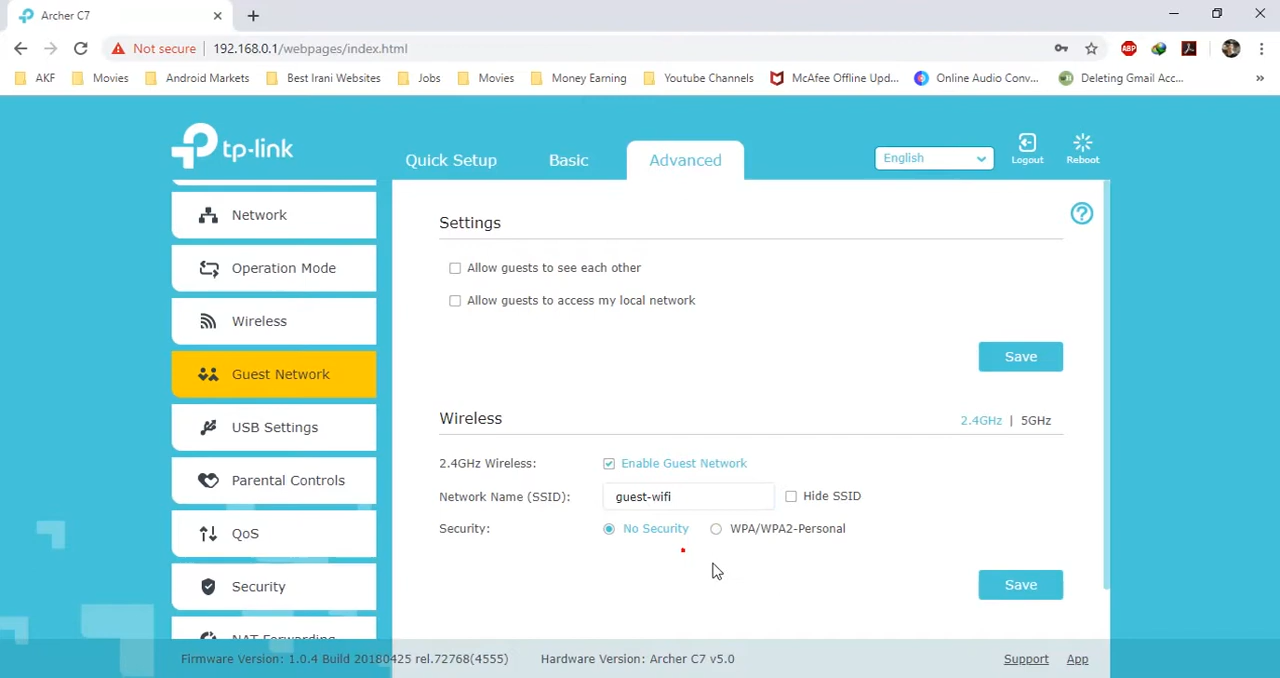 Archer C7
Not secure 192.168.0.1/webpages/index.html
ABP
AKF Movies Android Markets Best Irani Websites Jobs Movies Money Earning Youtube Channels McAfee Offline Upd... Online Audio Conv... Deleting Gmail Acc... »
tp-link
Quick Setup Basic Advanced
English
Logout Reboot
Network
Operation Mode
Wireless
Guest Network
USB Settings
Parental Controls
QoS
Security
NAT Forwarding
Settings
?
Allow guests to see each other
Allow guests to access my local network
Save
Wireless 2.4GHz | 5GHz
2.4GHz Wireless: Enable Guest Network
Network Name (SSID): guest-wifi Hide SSID
Security: No Security WPA/WPA2-Personal
Save
Firmware Version: 1.0.4 Build 20180425 rel.72768(4555) Hardware Version: Archer C7 v5.0 Support App